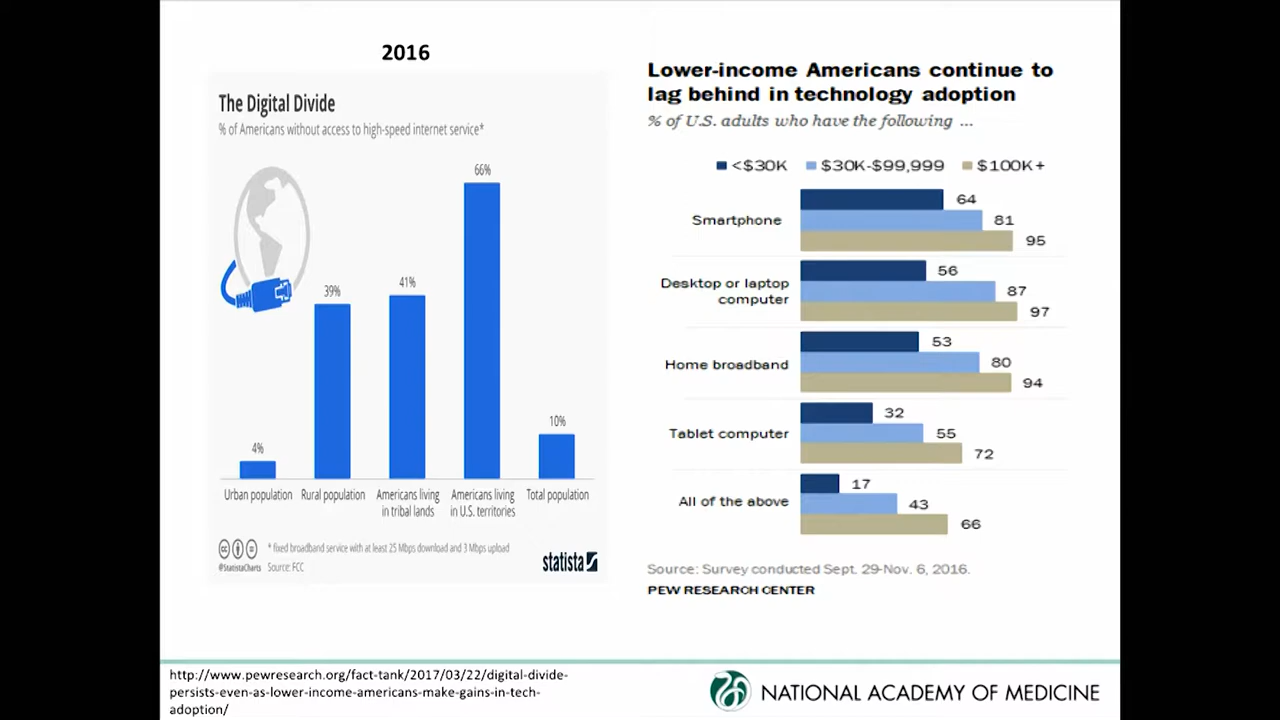 2016
The Digital Divide
% of Americans without access to high-speed internet service*
66%
41%
39%
10%
4%
Urban population
Rural population
Americans living
in tribal lands
Americans living
in U.S. territories
Total population
* fixed broadband service with at least 25 Mbps download and 3 Mbps upload
@StatistaCharts Source: FCC
statista
Lower-income Americans continue to
lag behind in technology adoption
% of U.S. adults who have the following ...
<$30K $30K-$99,999 $100K+
Smartphone
64
81
95
Desktop or laptop
computer
56
87
97
Home broadband
53
80
94
Tablet computer
32
55
72
All of the above
17
43
66
Source: Survey conducted Sept. 29-Nov. 6, 2016.
PEW RESEARCH CENTER
http://www.pewresearch.org/fact-tank/2017/03/22/digital-divide-
persists-even-as-lower-income-americans-make-gains-in-tech-
adoption/
NATIONAL ACADEMY OF MEDICINE